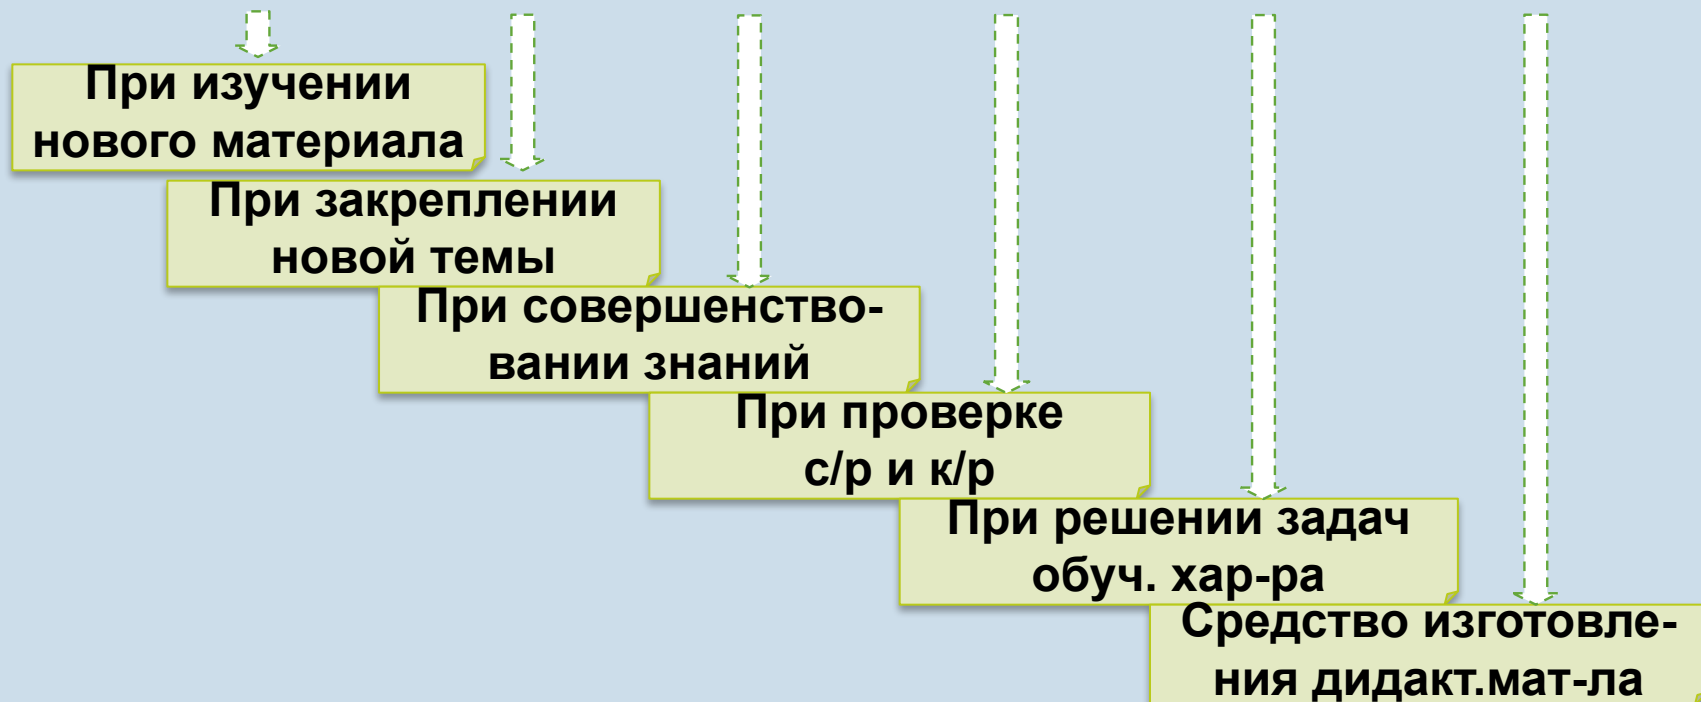 При изучении
нового материала
При закреплении
новой темы
При совершенство-
вании знаний
При проверке
с/р и к/р
При решении задач
обуч. хар-ра
Средство изготовле-
ния дидакт.мат-ла